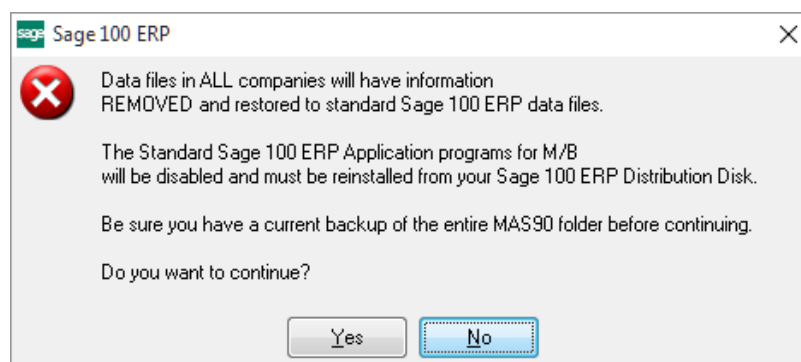 sage Sage 100 ERP
Data files in ALL companies will have information
REMOVED and restored to standard Sage 100 ERP data files.
The Standard Sage 100 ERP Application programs for M/B
will be disabled and must be reinstalled from your Sage 100 ERP Distribution Disk.
Be sure you have a current backup of the entire MAS90 folder before continuing.
Do you want to continue?
Yes No